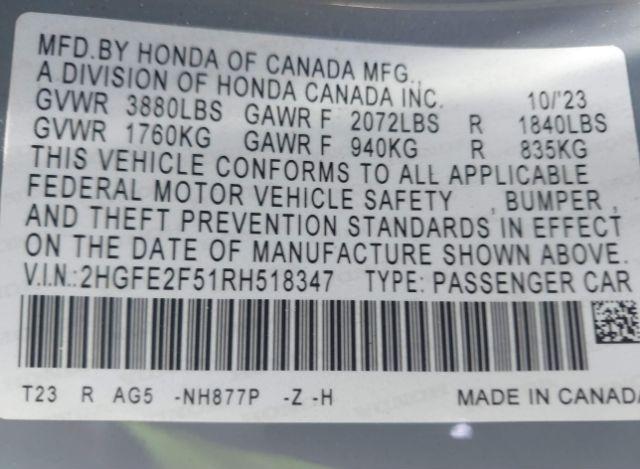 MFD.BY HONDA OF CANADA MFG.,
A DIVISION OF HONDA CANADA INC. 10/'23
GVWR 3880LBS GAWR F 2072LBS R 1840LBS
GVWR 1760KG GAWR F 940KG R 835KG
THIS VEHICLE CONFORMS TO ALL APPLICABLE
FEDERAL MOTOR VEHICLE SAFETY , BUMPER ,
AND THEFT PREVENTION STANDARDS IN EFFECT
ON THE DATE OF MANUFACTURE SHOWN ABOVE.
V.I.N.:2HGFE2F51RH518347 TYPE: PASSENGER CAR
T23 R AG5 -NH877P -Z -H MADE IN CANADA